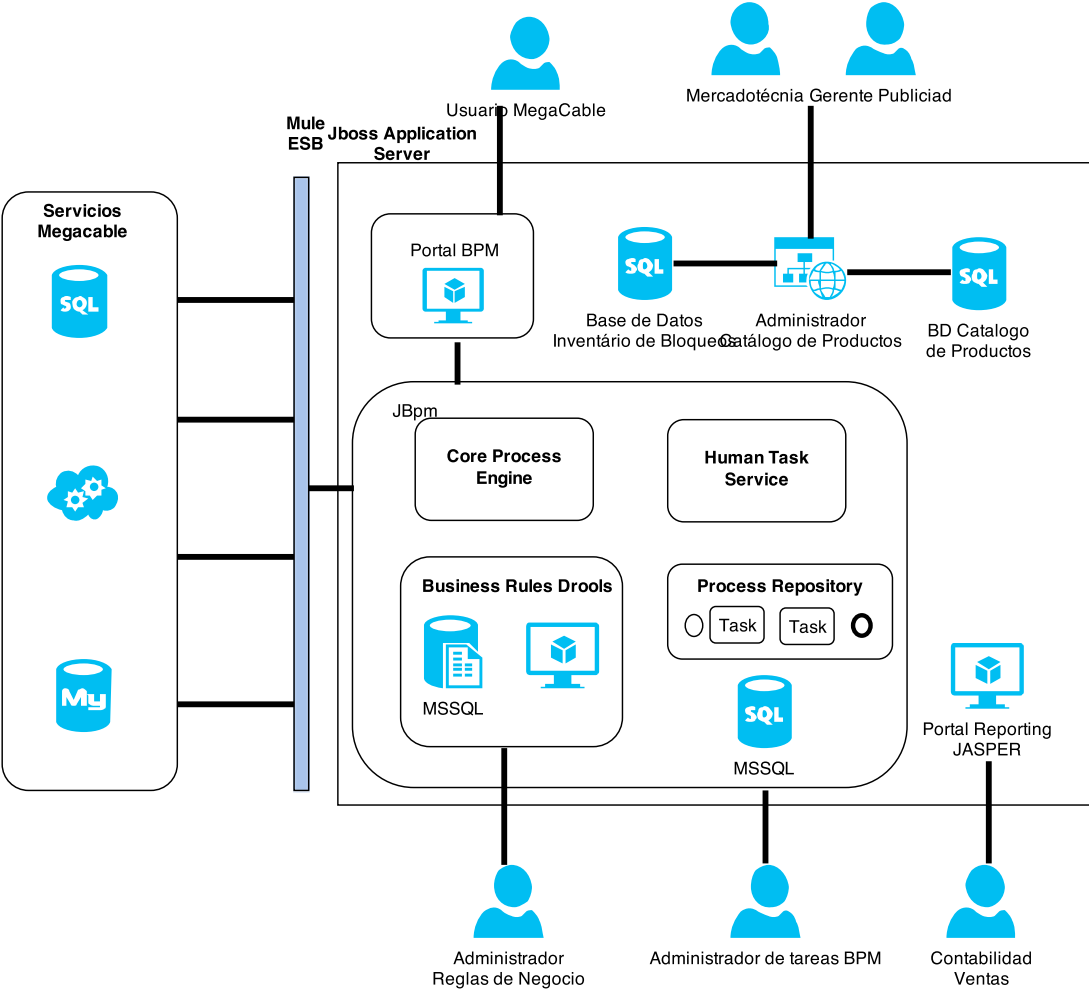 Usuario MegaCable
Mercadotécnia Gerente Publiciad
Mule
ESB
Jboss Application
Server
Servicios
Megacable
SQL
My
Portal BPM
SQL
Base de Datos
Inventário de Bloqueos
Administrador
Catálogo de Productos
SQL
BD Catalogo
de Productos
JBpm
Core Process
Engine
Human Task
Service
Business Rules Drools
MSSQL
Process Repository
Task
Task
SQL
MSSQL
Portal Reporting
JASPER
Administrador
Reglas de Negocio
Administrador de tareas BPM
Contabilidad
Ventas